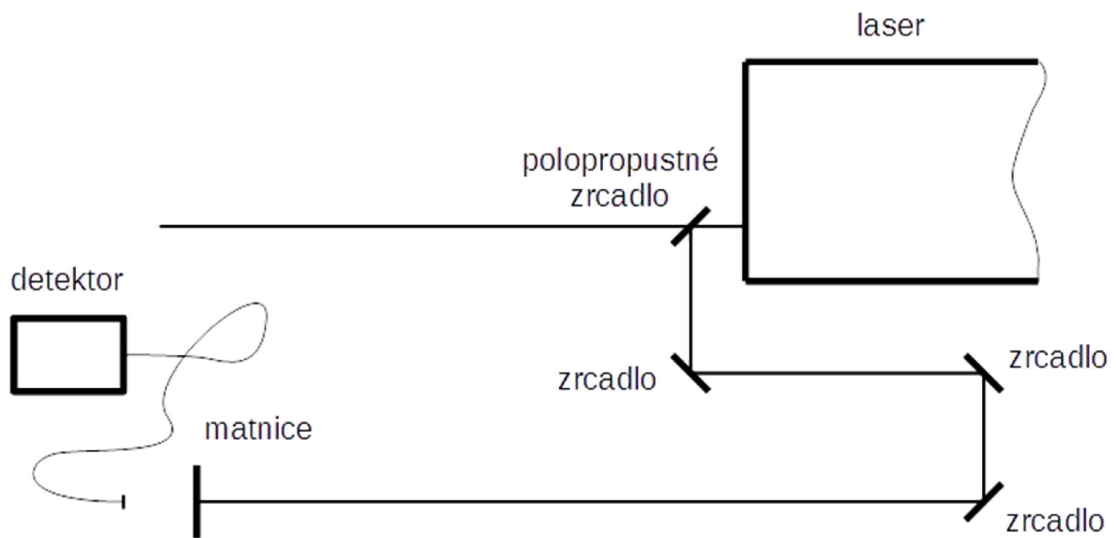 laser
polopropustné
zrcadlo
detektor
zrcadlo
zrcadlo
matnice
zrcadlo